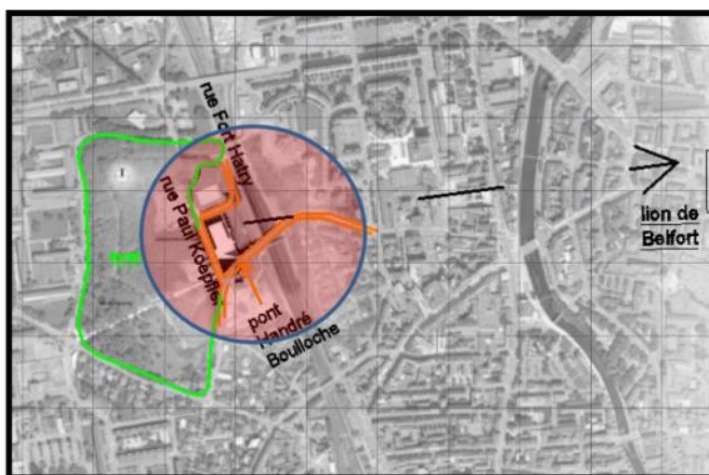 rue Fort Hatry
rue Paul Koepfler
pont
Handré
Boulloche
lion de
Belfort